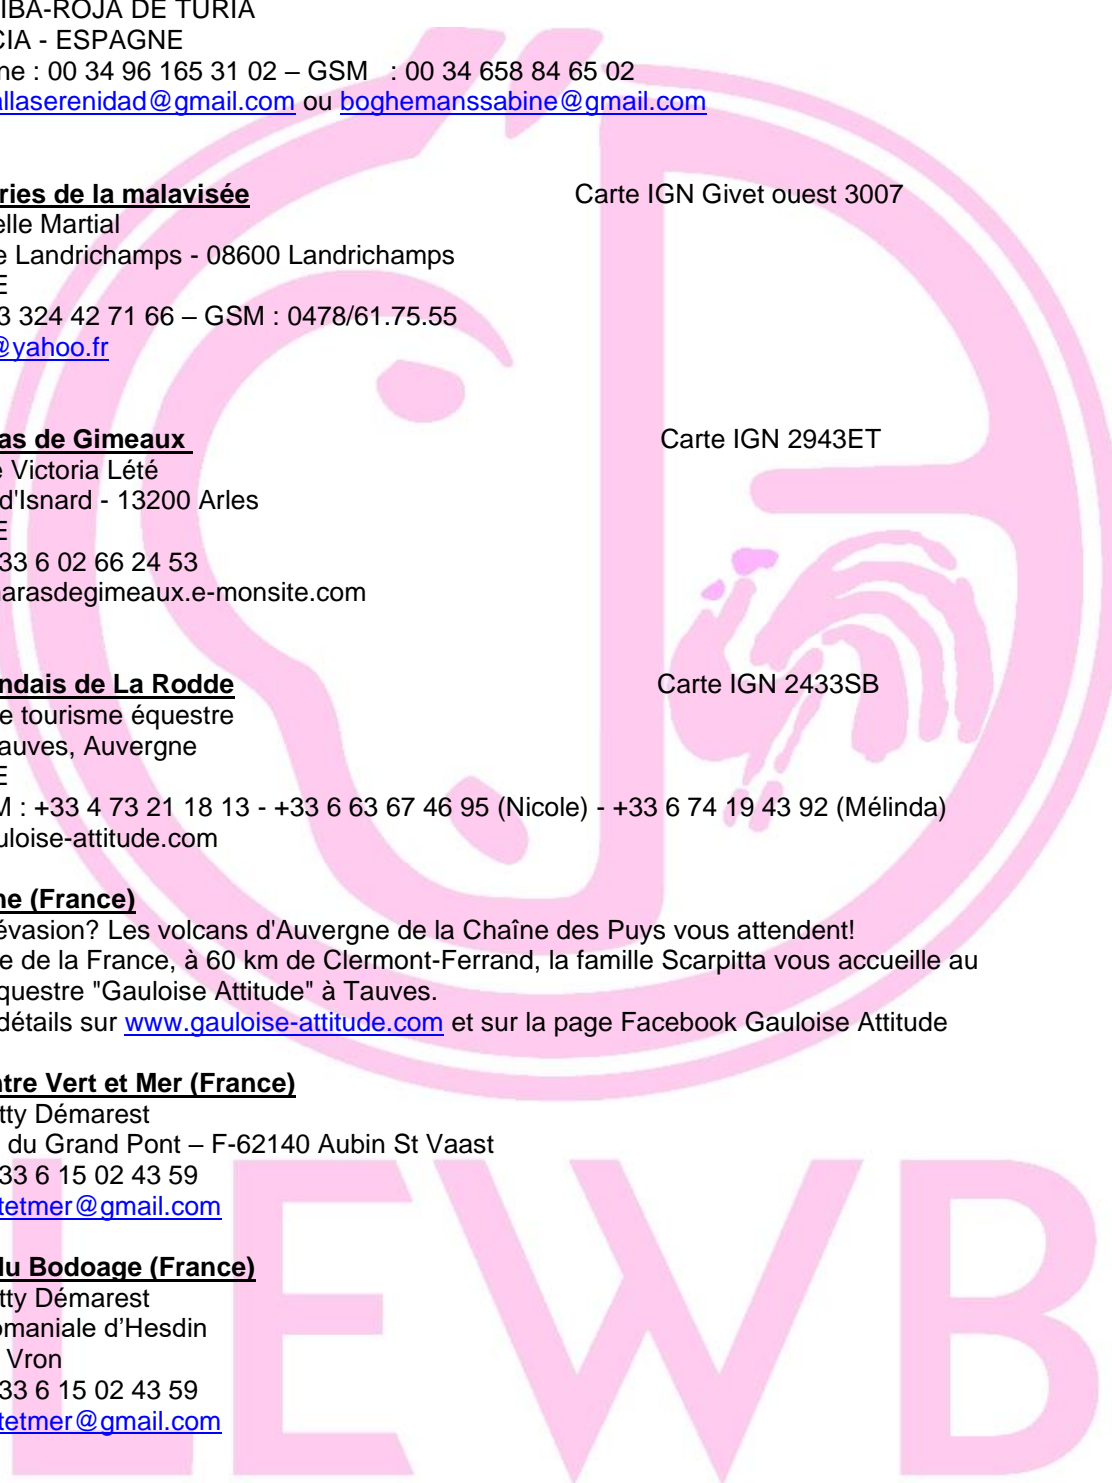 IBA-ROJA DE TURIA
CIA - ESPAGNE
ne : 00 34 96 165 31 02 – GSM : 00 34 658 84 65 02
allaserenidad@gmail.com ou boghemanssabine@gmail.com
ries de la malavisée Carte IGN Givet ouest 3007
elle Martial
e Landrichamps - 08600 Landrichamps
E
3 324 42 71 66 – GSM : 0478/61.75.55
@yahoo.fr
as de Gimeaux Carte IGN 2943ET
e Victoria Lété
d'Isnard - 13200 Arles
E
33 6 02 66 24 53
narasdegimeaux.e-monsite.com
ndais de La Rodde Carte IGN 2433SB
e tourisme équestre
auves, Auvergne
E
M : +33 4 73 21 18 13 - +33 6 63 67 46 95 (Nicole) - +33 6 74 19 43 92 (Mélinda)
uloise-attitude.com
ne (France)
évasion? Les volcans d'Auvergne de la Chaîne des Puys vous attendent!
e de la France, à 60 km de Clermont-Ferrand, la famille Scarpitta vous accueille au
questre "Gauloise Attitude" à Tauves.
détails sur www.gauloise-attitude.com et sur la page Facebook Gauloise Attitude
ntre Vert et Mer (France)
tty Démarest
du Grand Pont – F-62140 Aubin St Vaast
33 6 15 02 43 59
tetmer@gmail.com
du Bodoage (France)
tty Démarest
omaniale d’Hesdin
Vron
33 6 15 02 43 59
tetmer@gmail.com
LEWB